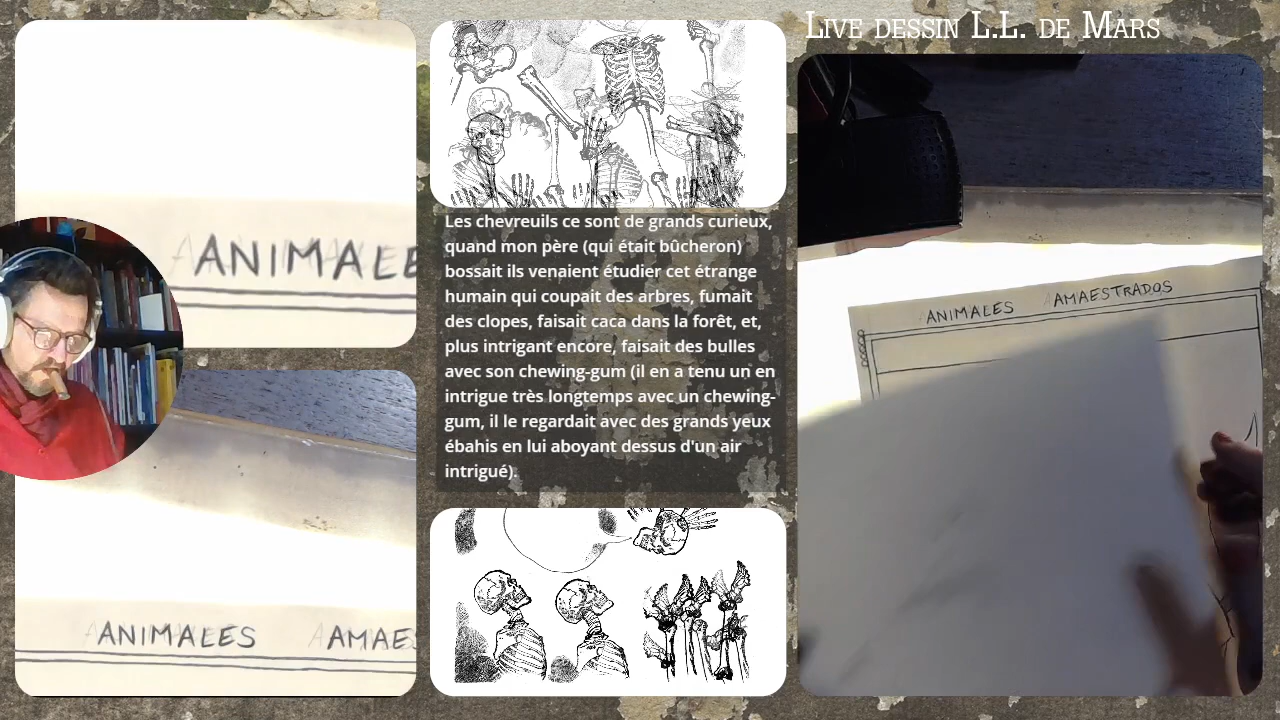 Live dessin L.L. de Mars
ANIMALE
Les chevreuils ce sont de grands curieux,
quand mon père (qui était bûcheron)
bossait ils venaient étudier cet étrange
humain qui coupait des arbres, fumait
des clopes, faisait caca dans la forêt, et,
plus intrigant encore, faisait des bulles
avec son chewing-gum (il en a tenu un en
intrigue très longtemps avec un chewing-
gum, il le regardait avec des grands yeux
ébahis en lui aboyant dessus d'un air
intrigué).
ANIMALES AMAES
ANIMALES AMAESTRADOS